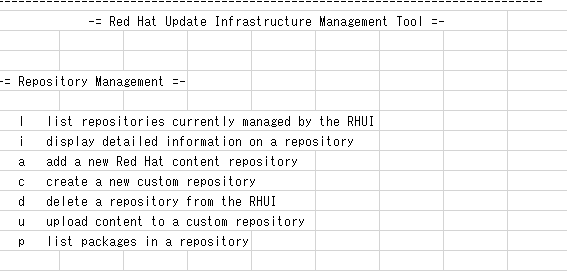 ------------------------------------------------------------------------------
-= Red Hat Update Infrastructure Management Tool =-
-= Repository Management =-
l   list repositories currently managed by the RHUI
i   display detailed information on a repository
a   add a new Red Hat content repository
c   create a new custom repository
d   delete a repository from the RHUI
u   upload content to a custom repository
p   list packages in a repository